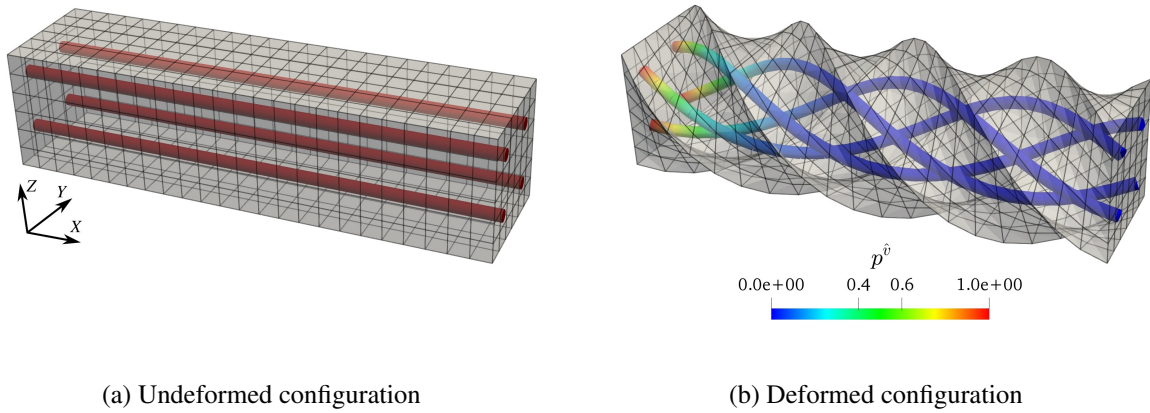 Z
Y
X
p^v̂
0.0e+00 0.4 0.6 1.0e+00
(a) Undeformed configuration
(b) Deformed configuration